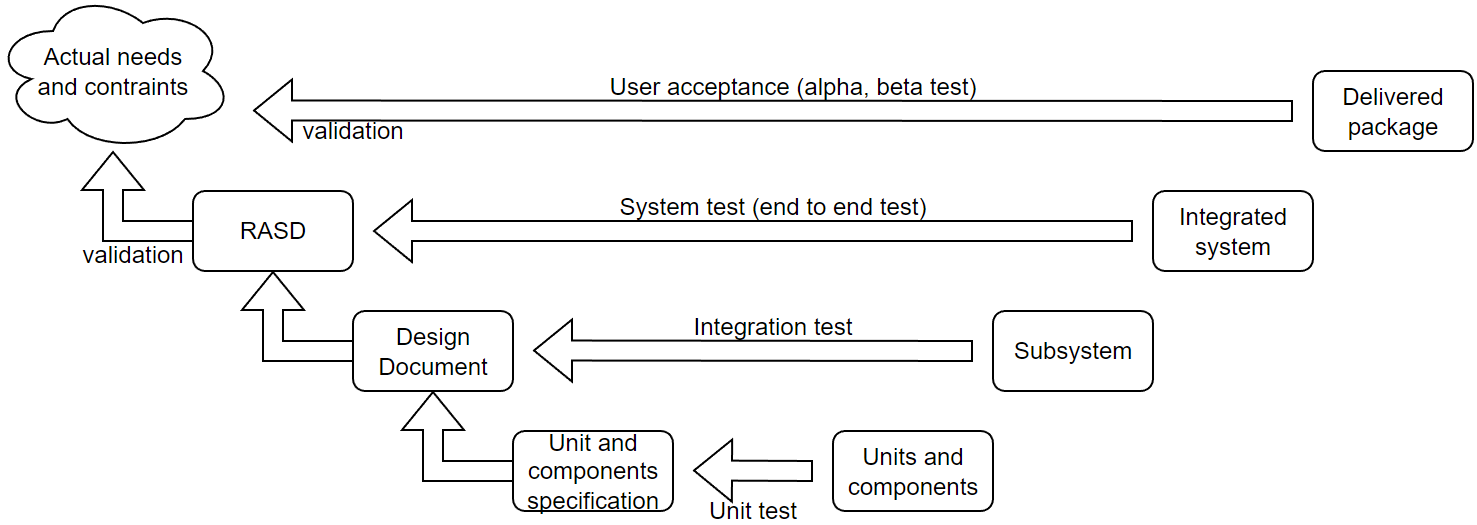 Actual needs
and contraints
User acceptance (alpha, beta test)
validation
Delivered
package
RASD
validation
System test (end to end test)
Integrated
system
Design
Document
Integration test
Subsystem
Unit and
components
specification
Unit test
Units and
components